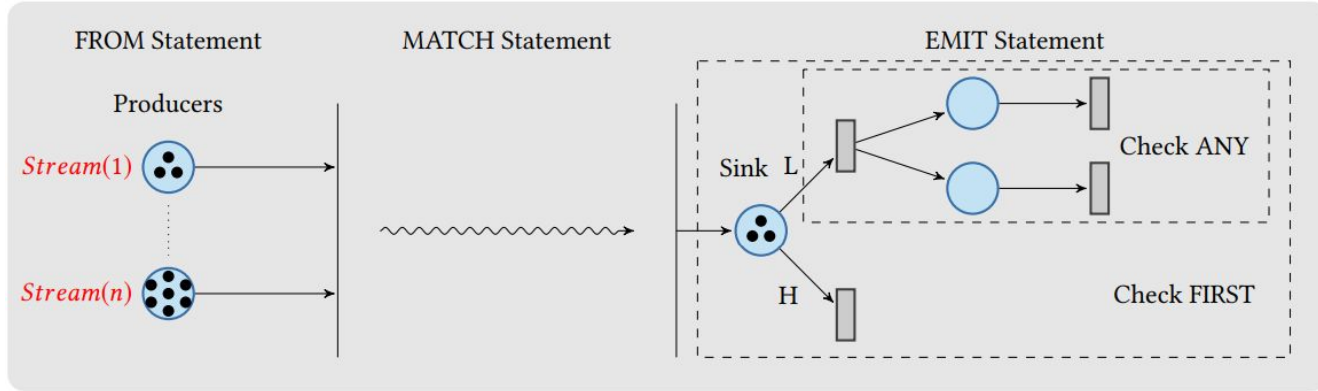 FROM Statement
MATCH Statement
EMIT Statement
Producers
Stream(1)
Stream(n)
Sink
L
H
Check ANY
Check FIRST